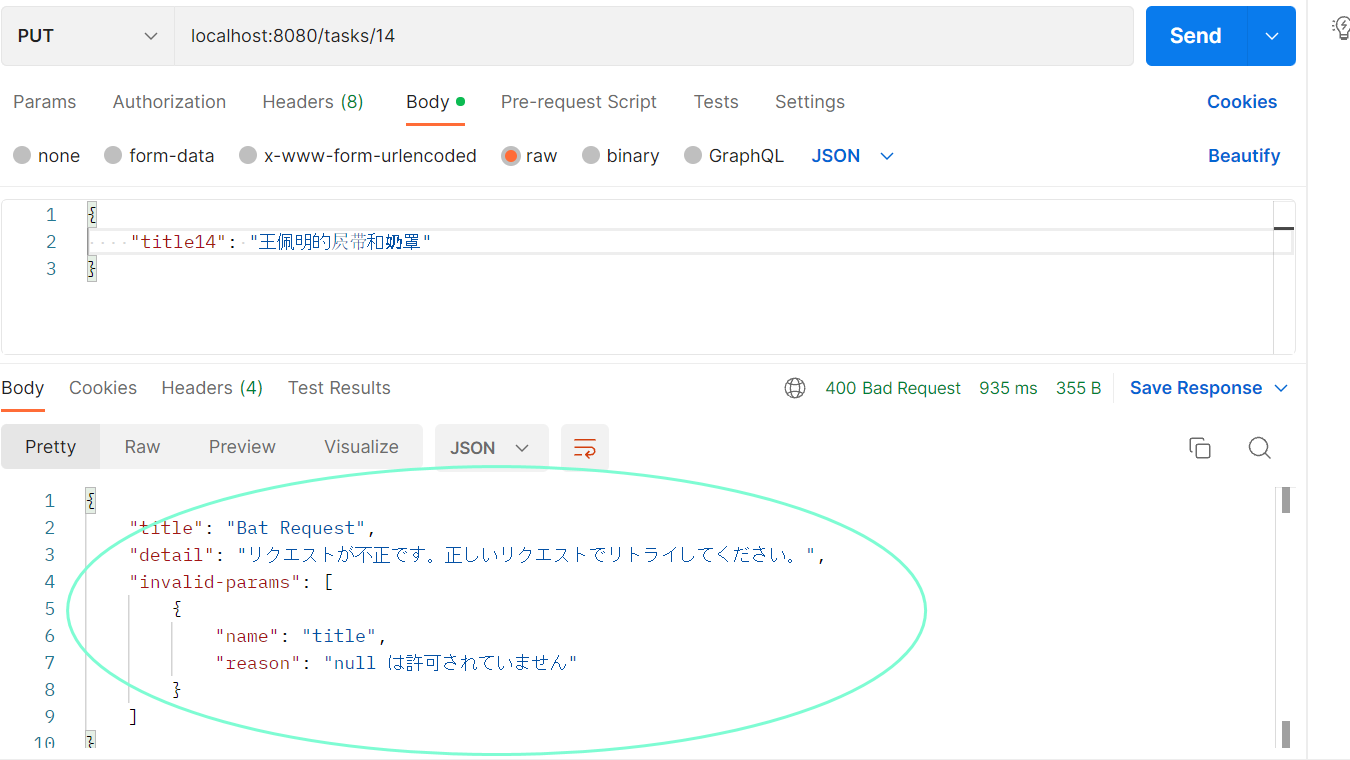 PUT localhost:8080/tasks/14 Send
Params Authorization Headers (8) Body Pre-request Script Tests Settings Cookies
none form-data x-www-form-urlencoded raw binary GraphQL JSON Beautify
1 {
2 "title14": "王佩明的尿带和奶罩"
3 }
Body Cookies Headers (4) Test Results 400 Bad Request 935 ms 355 B Save Response
Pretty Raw Preview Visualize JSON
1 {
2 "title": "Bat Request",
3 "detail": "リクエストが不正です。正しいリクエストでリトライしてください。",
4 "invalid-params": [
5 {
6 "name": "title",
7 "reason": "null は許可されていません"
8 }
9 ]
10 }